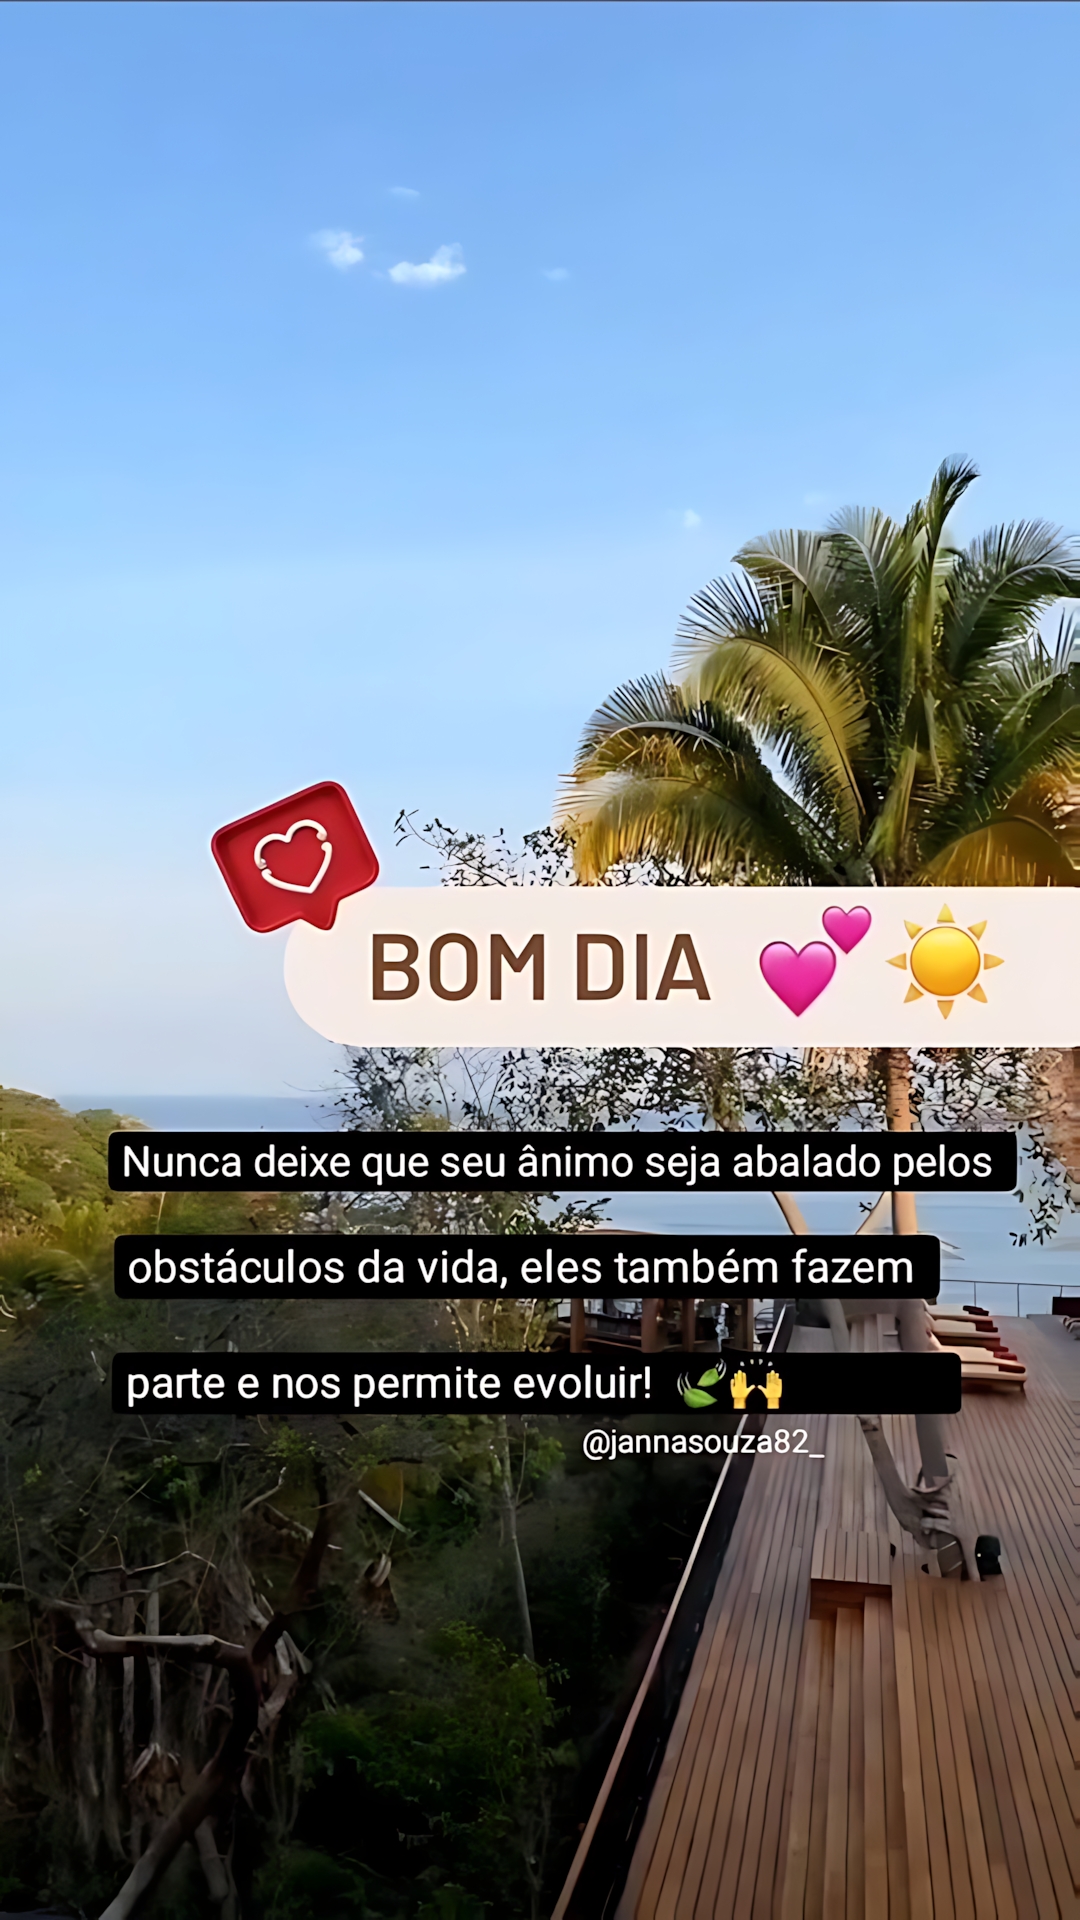 BOM DIA 💕☀️
Nunca deixe que seu ânimo seja abalado pelos
obstáculos da vida, eles também fazem
parte e nos permite evoluir! 🍃🙌
@jannasouza82_